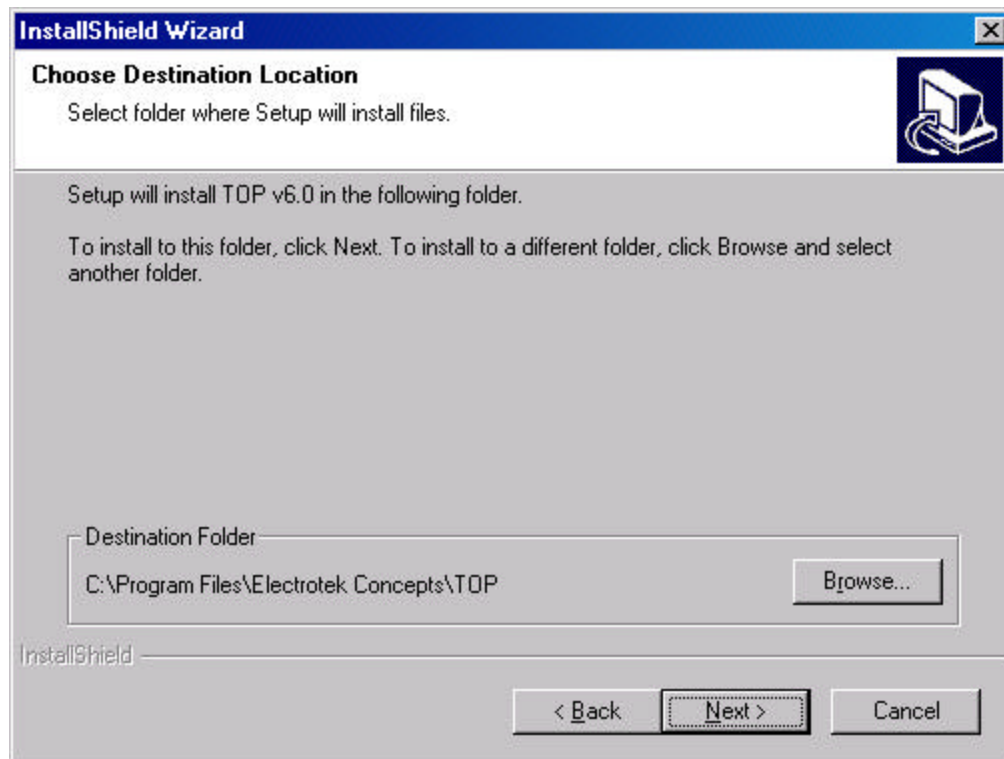 InstallShield Wizard
Choose Destination Location
Select folder where Setup will install files.
Setup will install TOP v6.0 in the following folder.
To install to this folder, click Next. To install to a different folder, click Browse and select
another folder.
Destination Folder
C:\Program Files\Electrotek Concepts\TOP
Browse...
InstallShield
< Back
Next >
Cancel